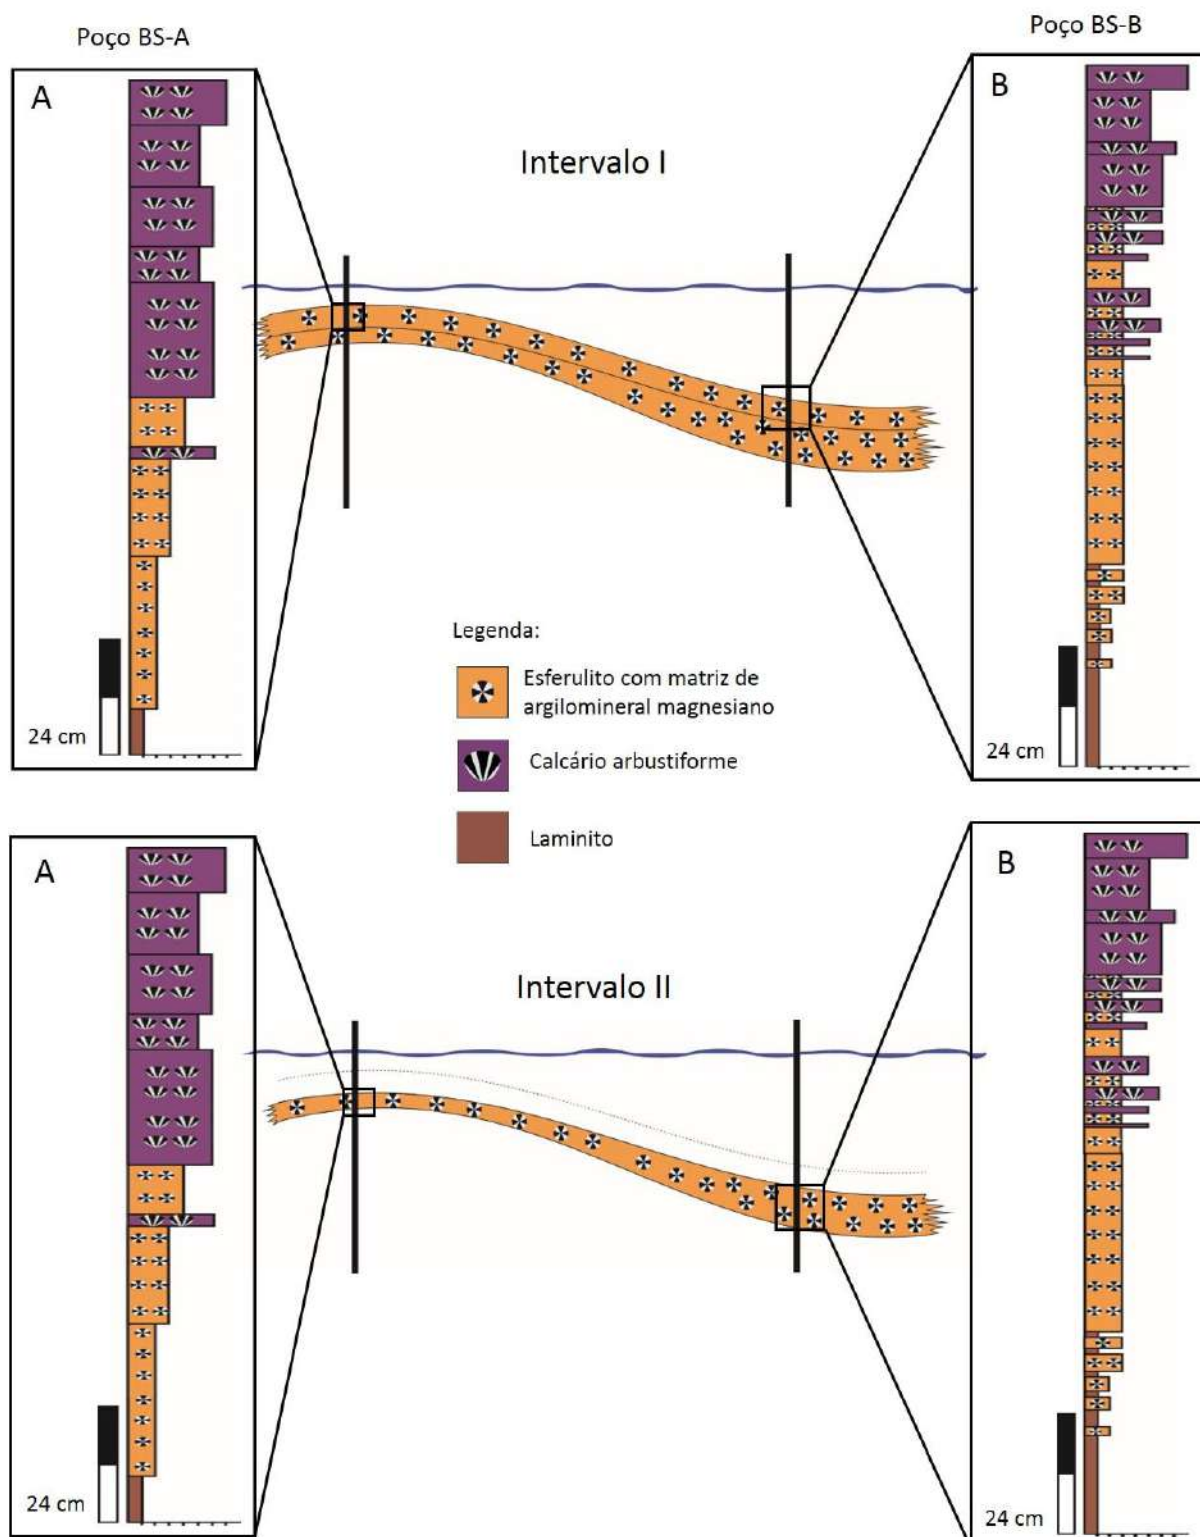 Poço BS-A
Poço BS-B
A
B
Intervalo I
Legenda:
Esferulito com matriz de
argilomineral magnesiano
Calcário arbustiforme
Laminito
24 cm
24 cm
A
B
Intervalo II
24 cm
24 cm